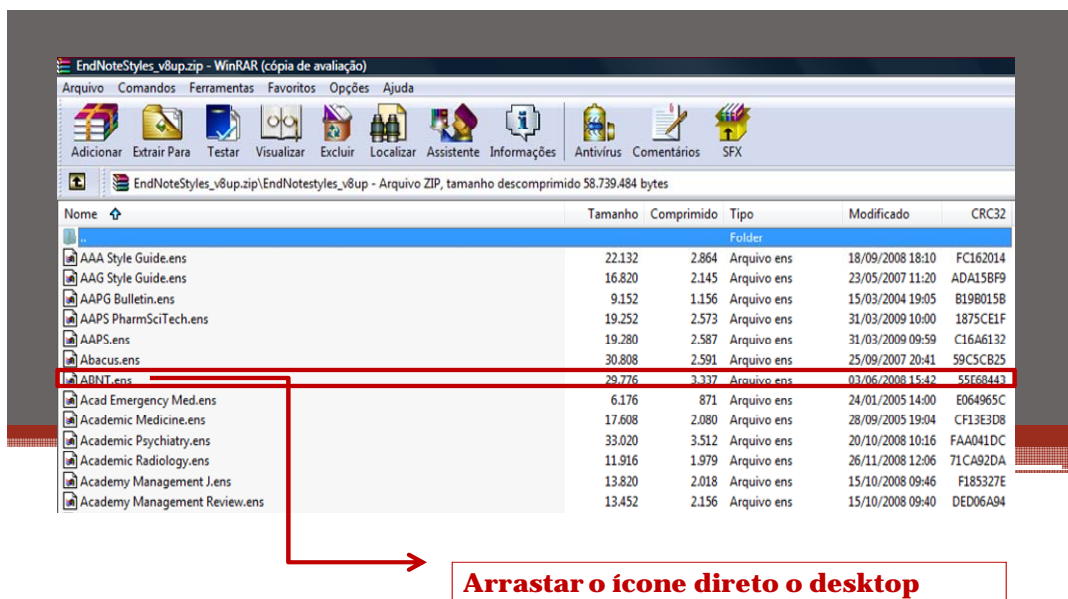 EndNoteStyles_v8up.zip - WinRAR (cópia de avaliação)
Arquivo Comandos Ferramentas Favoritos Opções Ajuda
Adicionar Extrair Para Testar Visualizar Excluir Localizar Assistente Informações Antivírus Comentários SFX
EndNoteStyles_v8up.zip\EndNotestyles_v8up - Arquivo ZIP, tamanho descomprimido 58.739.484 bytes
Nome Tamanho Comprimido Tipo Modificado CRC32
.. Folder
AAA Style Guide.ens 22.132 2.864 Arquivo ens 18/09/2008 18:10 FC162014
AAG Style Guide.ens 16.820 2.145 Arquivo ens 23/05/2007 11:20 ADA15BF9
AAPG Bulletin.ens 9.152 1.156 Arquivo ens 15/03/2004 19:05 B19B015B
AAPS PharmSciTech.ens 19.252 2.573 Arquivo ens 31/03/2009 10:00 1875CE1F
AAPS.ens 19.280 2.587 Arquivo ens 31/03/2009 09:59 C16A6132
Abacus.ens 30.808 2.591 Arquivo ens 25/09/2007 20:41 59C5CB25
ABNT.ens 29.776 3.337 Arquivo ens 03/06/2008 15:42 55E68443
Acad Emergency Med.ens 6.176 871 Arquivo ens 24/01/2005 14:00 E064965C
Academic Medicine.ens 17.608 2.080 Arquivo ens 28/09/2005 19:04 CF13E3D8
Academic Psychiatry.ens 33.020 3.512 Arquivo ens 20/10/2008 10:16 FAA041DC
Academic Radiology.ens 11.916 1.979 Arquivo ens 26/11/2008 12:06 71CA92DA
Academy Management J.ens 13.820 2.018 Arquivo ens 15/10/2008 09:46 F185327E
Academy Management Review.ens 13.452 2.156 Arquivo ens 15/10/2008 09:40 DED06A94
Arrastar o ícone direto o desktop